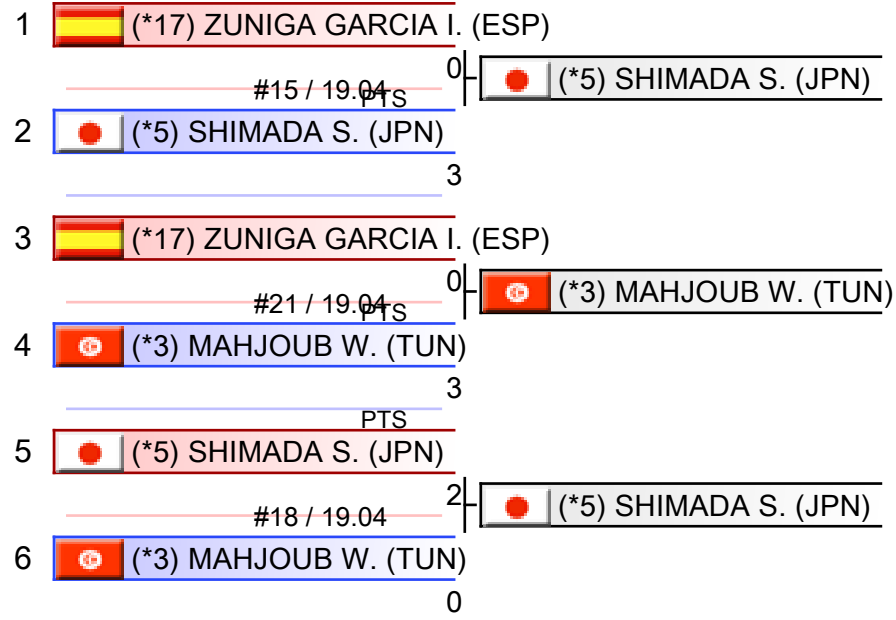 1 (*17) ZUNIGA GARCIA I. (ESP)
0
(*5) SHIMADA S. (JPN)
#15 / 19.04
PTS
2 (*5) SHIMADA S. (JPN)
3
3 (*17) ZUNIGA GARCIA I. (ESP)
0
(*3) MAHJOUB W. (TUN)
#21 / 19.04
PTS
4 (*3) MAHJOUB W. (TUN)
3
PTS
5 (*5) SHIMADA S. (JPN)
2
(*5) SHIMADA S. (JPN)
#18 / 19.04
6 (*3) MAHJOUB W. (TUN)
0